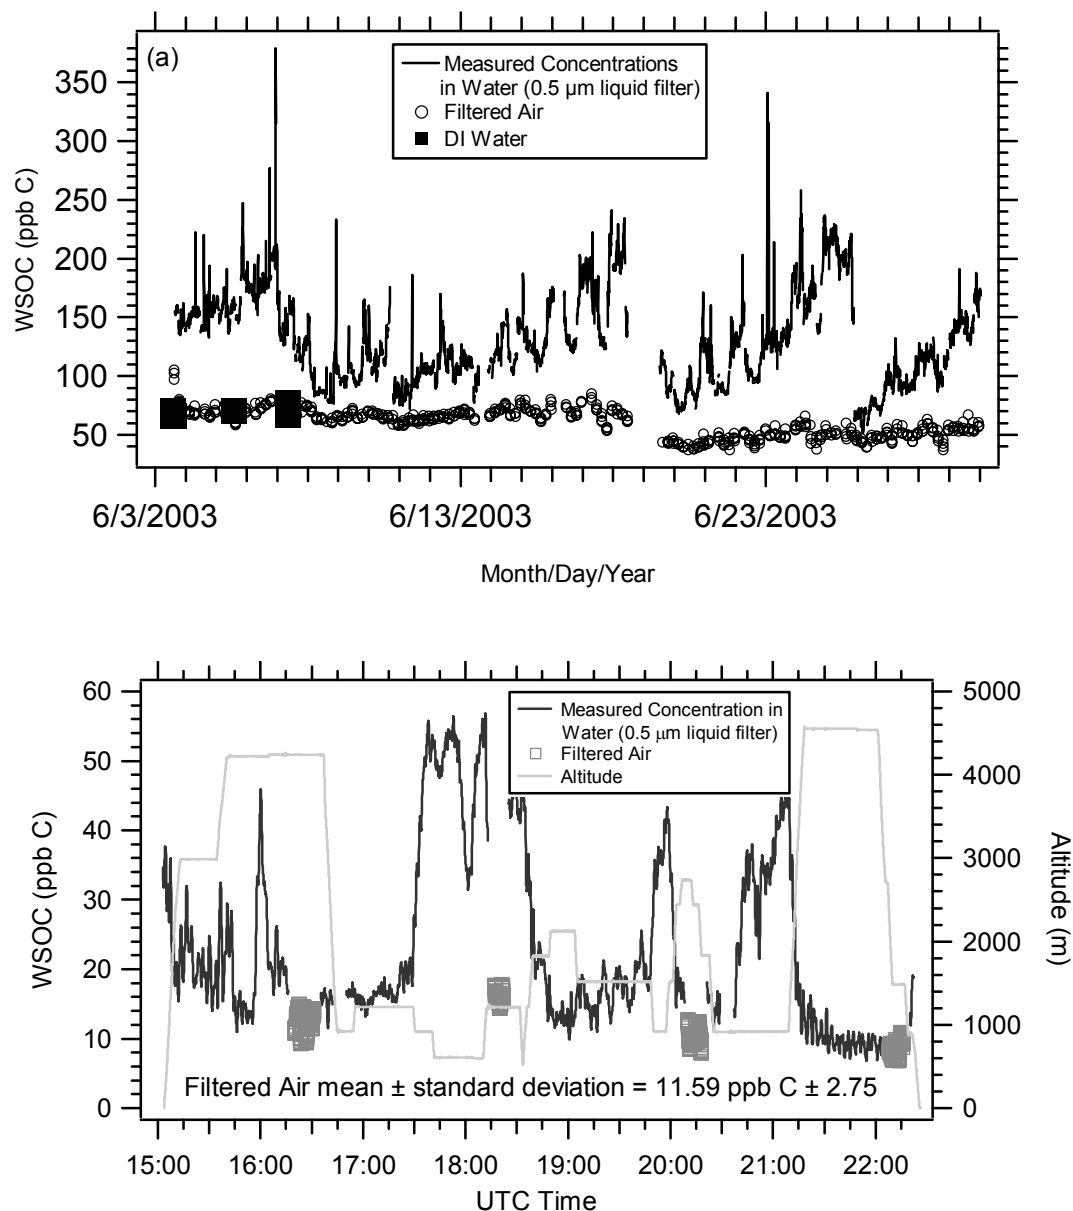 (a)
Measured Concentrations
in Water (0.5 µm liquid filter)
Filtered Air
DI Water
WSOC (ppb C)
350
300
250
200
150
100
50
6/3/2003
6/13/2003
6/23/2003
Month/Day/Year
Measured Concentration in
Water (0.5 µm liquid filter)
Filtered Air
Altitude
WSOC (ppb C)
60
50
40
30
20
10
0
5000
4000
3000
2000
1000
0
Altitude (m)
Filtered Air mean ± standard deviation = 11.59 ppb C ± 2.75
15:00
16:00
17:00
18:00
19:00
20:00
21:00
22:00
UTC Time